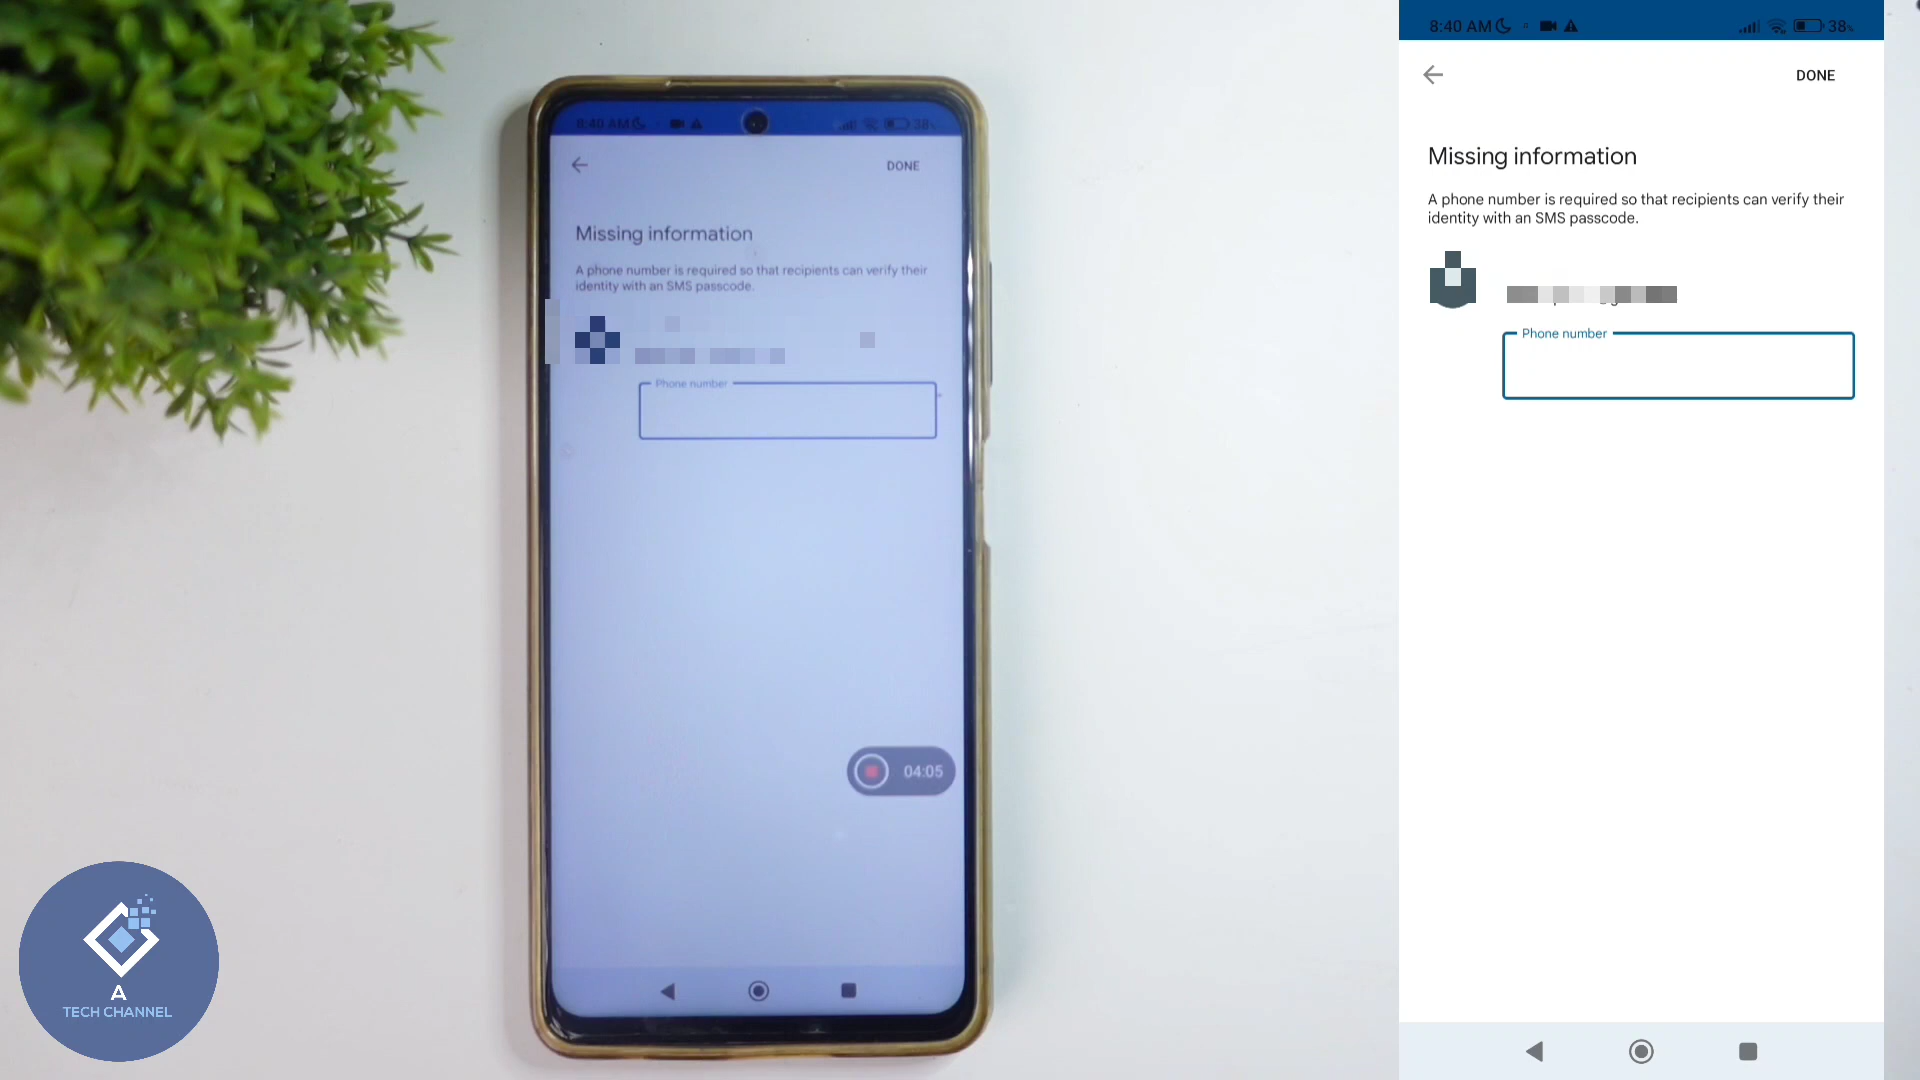 8:40 AM
38%
DONE
Missing information
A phone number is required so that recipients can verify their
identity with an SMS passcode.
Phone number
04:05
A
TECH CHANNEL
8:40 AM
38%
DONE
Missing information
A phone number is required so that recipients can verify their
identity with an SMS passcode.
Phone number